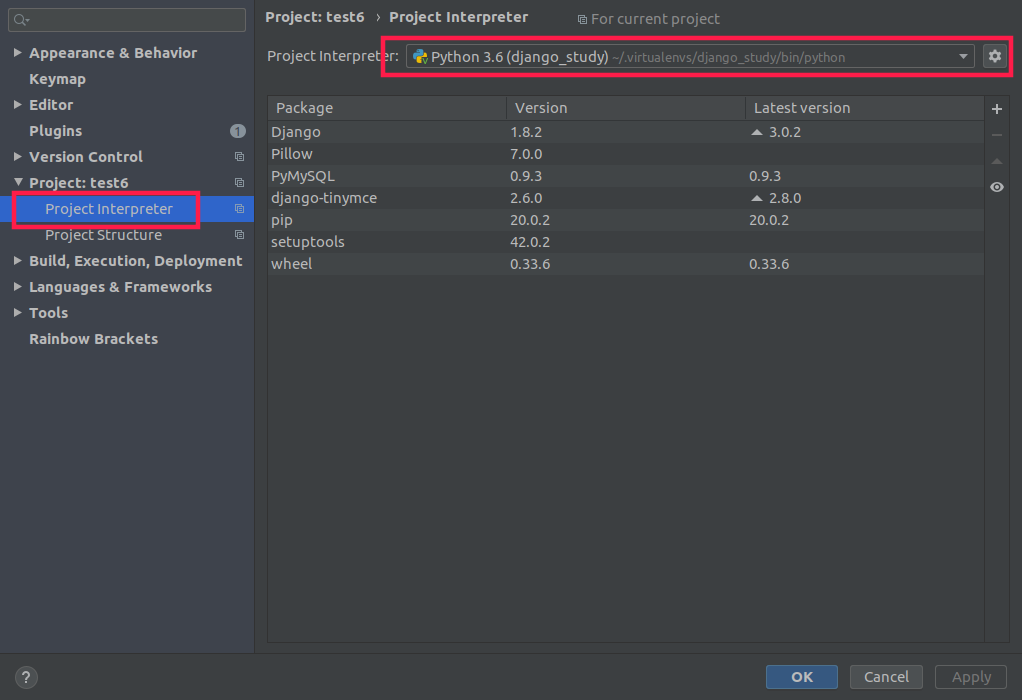 Project: test6 › Project Interpreter For current project
Appearance & Behavior
Keymap
Editor
Plugins 1
Version Control
Project: test6
Project Interpreter
Project Structure
Build, Execution, Deployment
Languages & Frameworks
Tools
Rainbow Brackets
Project Interpreter: Python 3.6 (django_study) ~/.virtualenvs/django_study/bin/python
Package Version Latest version
Django 1.8.2 3.0.2
Pillow 7.0.0
PyMySQL 0.9.3 0.9.3
django-tinymce 2.6.0 2.8.0
pip 20.0.2 20.0.2
setuptools 42.0.2
wheel 0.33.6 0.33.6
? OK Cancel Apply